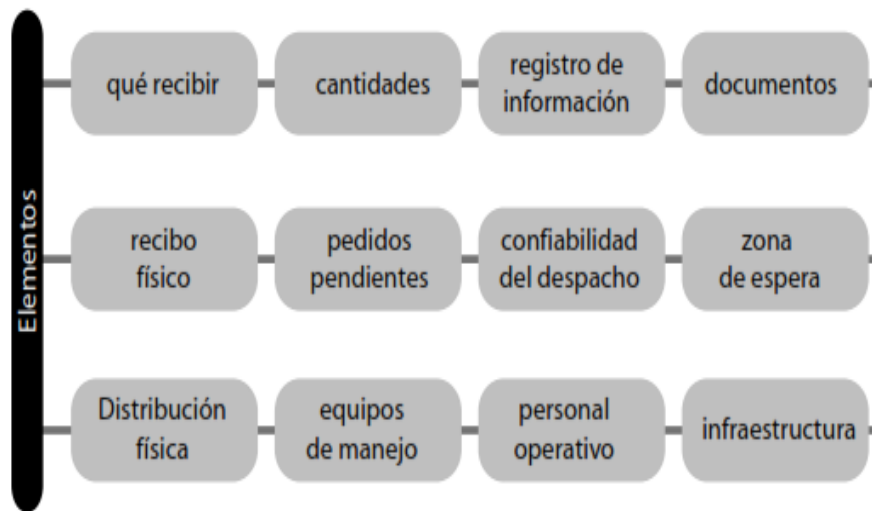 Elementos
qué recibir
cantidades
registro de
información
documentos
recibo
físico
pedidos
pendientes
confiabilidad
del despacho
zona
de espera
Distribución
física
equipos
de manejo
personal
operativo
infraestructura